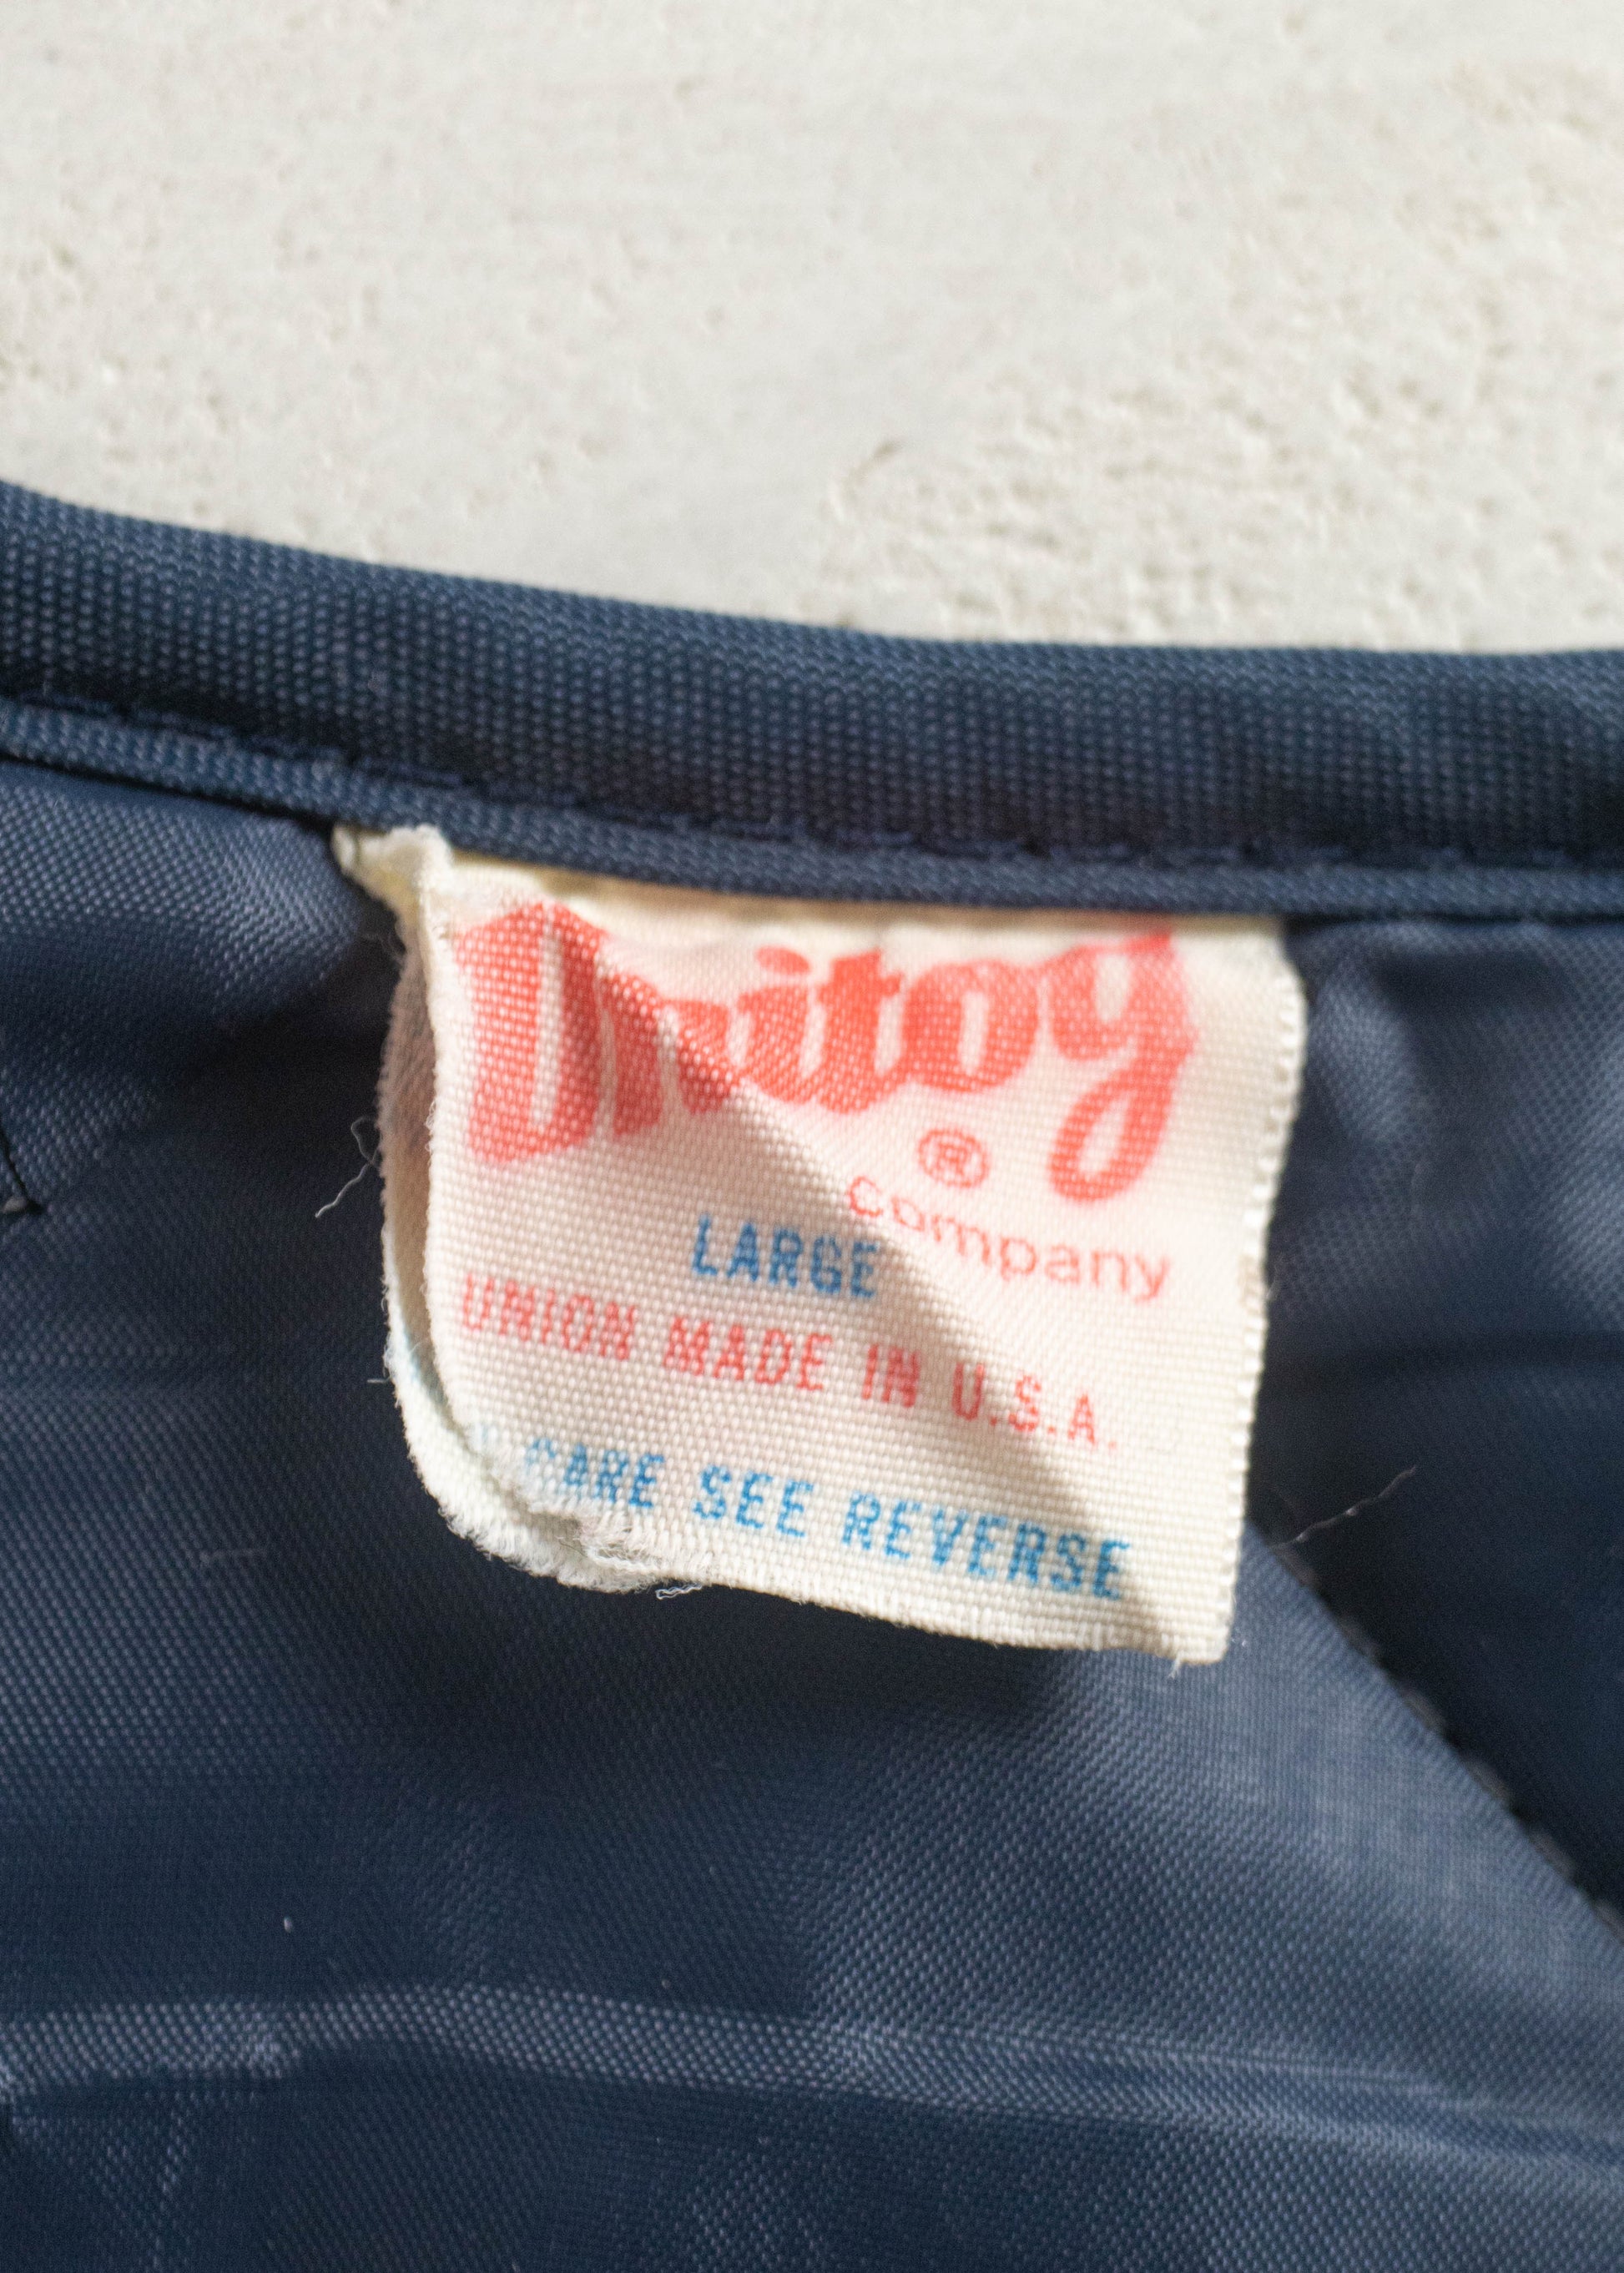 Unitog
®
company
LARGE
UNION MADE IN U.S.A.
CARE SEE REVERSE